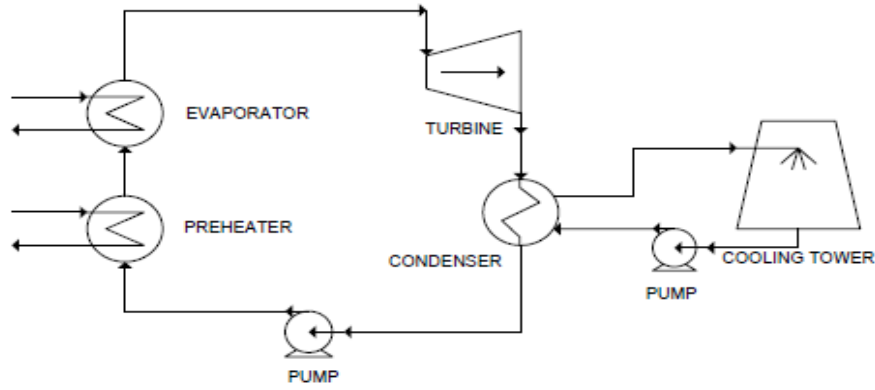 EVAPORATOR
TURBINE
PREHEATER
CONDENSER
COOLING TOWER
PUMP
PUMP